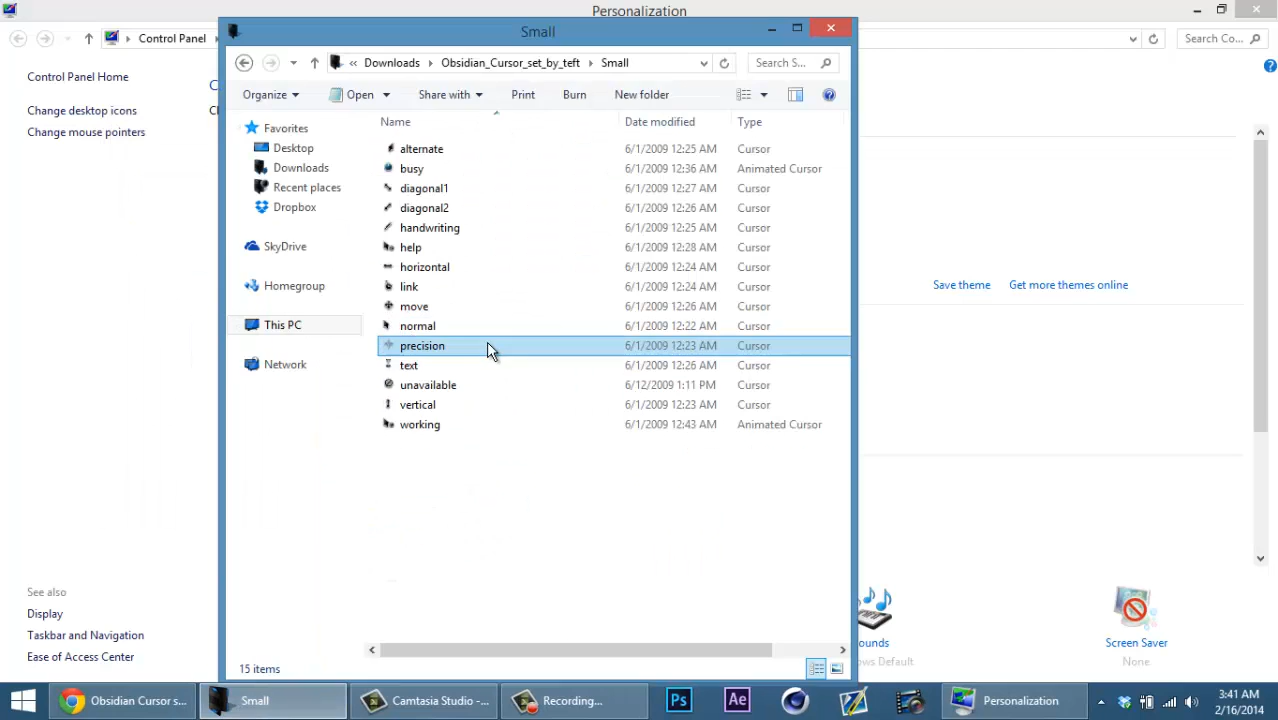 Personalization
Control Panel
Search Co...
Small
Downloads Obsidian_Cursor_set_by_teft Small
Search S...
Organize Open Share with Print Burn New folder
Control Panel Home
Change desktop icons
Change mouse pointers
See also
Display
Taskbar and Navigation
Ease of Access Center
Favorites
Desktop
Downloads
Recent places
Dropbox
SkyDrive
Homegroup
This PC
Network
Name Date modified Type
alternate 6/1/2009 12:25 AM Cursor
busy 6/1/2009 12:36 AM Animated Cursor
diagonal1 6/1/2009 12:27 AM Cursor
diagonal2 6/1/2009 12:26 AM Cursor
handwriting 6/1/2009 12:25 AM Cursor
help 6/1/2009 12:28 AM Cursor
horizontal 6/1/2009 12:24 AM Cursor
link 6/1/2009 12:24 AM Cursor
move 6/1/2009 12:26 AM Cursor
normal 6/1/2009 12:22 AM Cursor
precision 6/1/2009 12:23 AM Cursor
text 6/1/2009 12:26 AM Cursor
unavailable 6/12/2009 1:11 PM Cursor
vertical 6/1/2009 12:23 AM Cursor
working 6/1/2009 12:43 AM Animated Cursor
15 items
Save theme Get more themes online
ounds
ws Default
Screen Saver
None
Obsidian Cursor s...
Small
Camtasia Studio -...
Recording...
Ps
Ae
Personalization
3:41 AM
2/16/2014